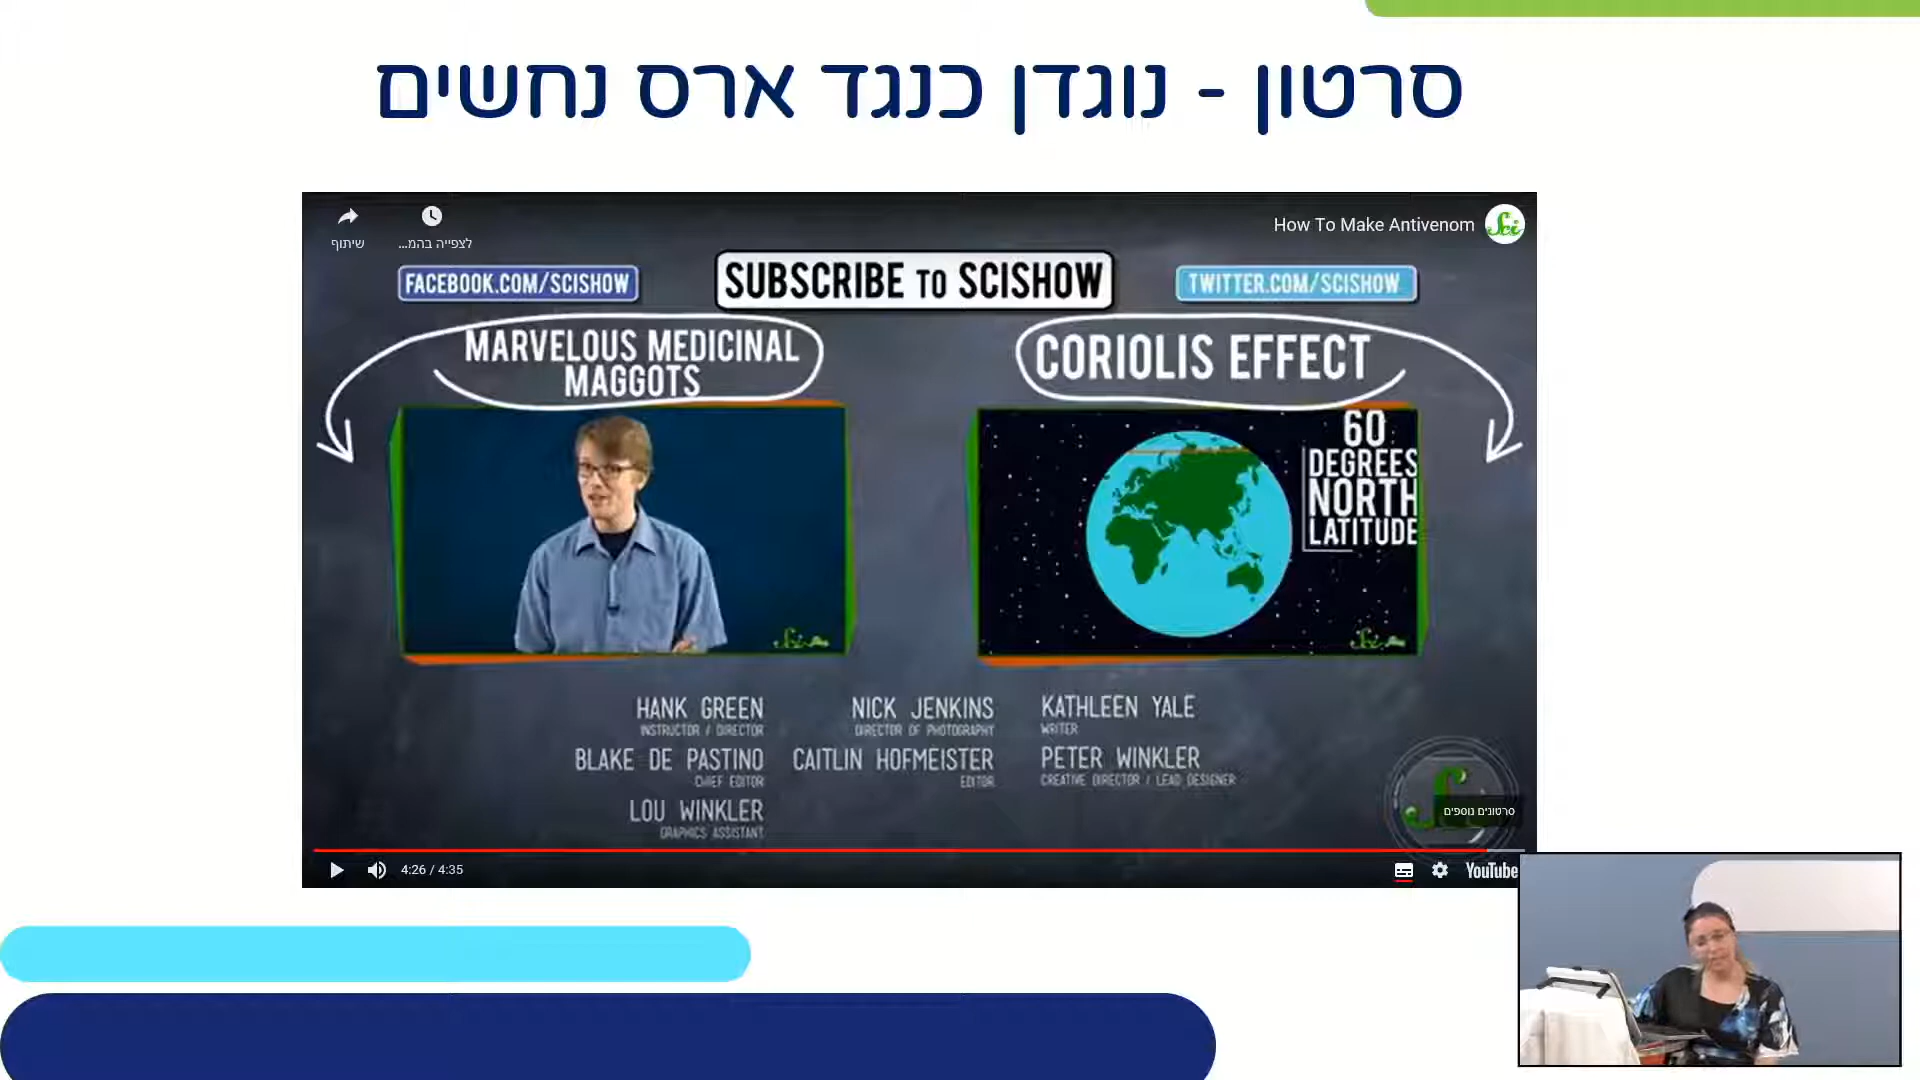 סרטון - נוגדן כנגד ארס נחשים
שיתוף
לצפייה בהמ...
How To Make Antivenom
FACEBOOK.COM/SCISHOW
SUBSCRIBE TO SCISHOW
TWITTER.COM/SCISHOW
MARVELOUS MEDICINAL
MAGGOTS
CORIOLIS EFFECT
60
DEGREES
NORTH
LATITUDE
HANK GREEN
INSTRUCTOR / DIRECTOR
NICK JENKINS
DIRECTOR OF PHOTOGRAPHY
KATHLEEN YALE
WRITER
BLAKE DE PASTINO
CHIEF EDITOR
CAITLIN HOFMEISTER
EDITOR
PETER WINKLER
CREATIVE DIRECTOR / LEAD DESIGNER
LOU WINKLER
GRAPHICS ASSISTANT
סרטונים נוספים
4:26 / 4:35
YouTube